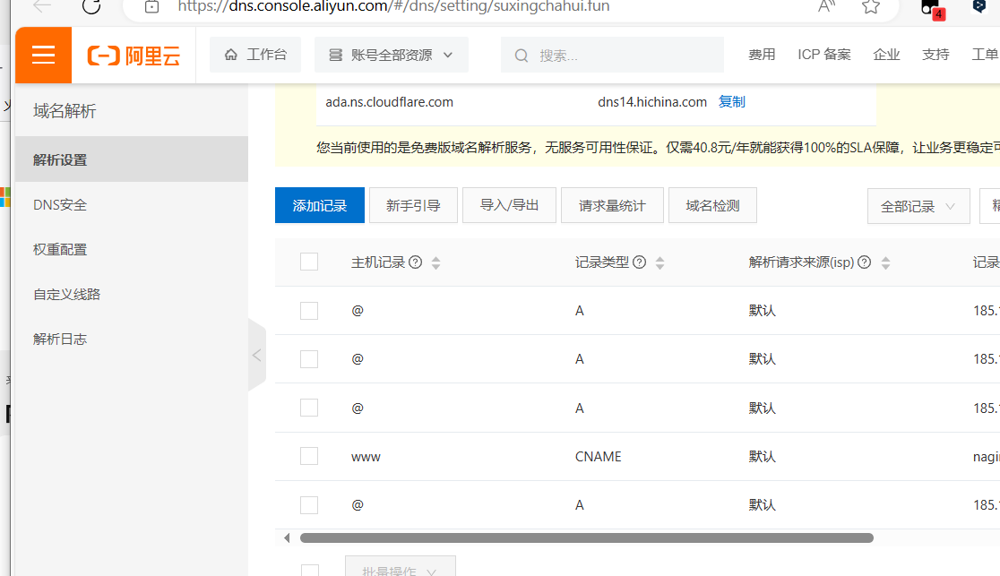 https://dns.console.aliyun.com/#/dns/setting/suxingchahui.fun
4
阿里云
工作台
账号全部资源
搜索...
费用
ICP 备案
企业
支持
工单
域名解析
解析设置
DNS安全
权重配置
自定义线路
解析日志
ada.ns.cloudflare.com
dns14.hichina.com 复制
您当前使用的是免费版域名解析服务，无服务可用性保证。仅需40.8元/年就能获得100%的SLA保障，让业务更稳定可
添加记录
新手引导
导入/导出
请求量统计
域名检测
全部记录
主机记录 记录类型 解析请求来源(isp) 记录
@ A 默认 185.
@ A 默认 185.
@ A 默认 185.
www CNAME 默认 nagi
@ A 默认 185.
批量操作